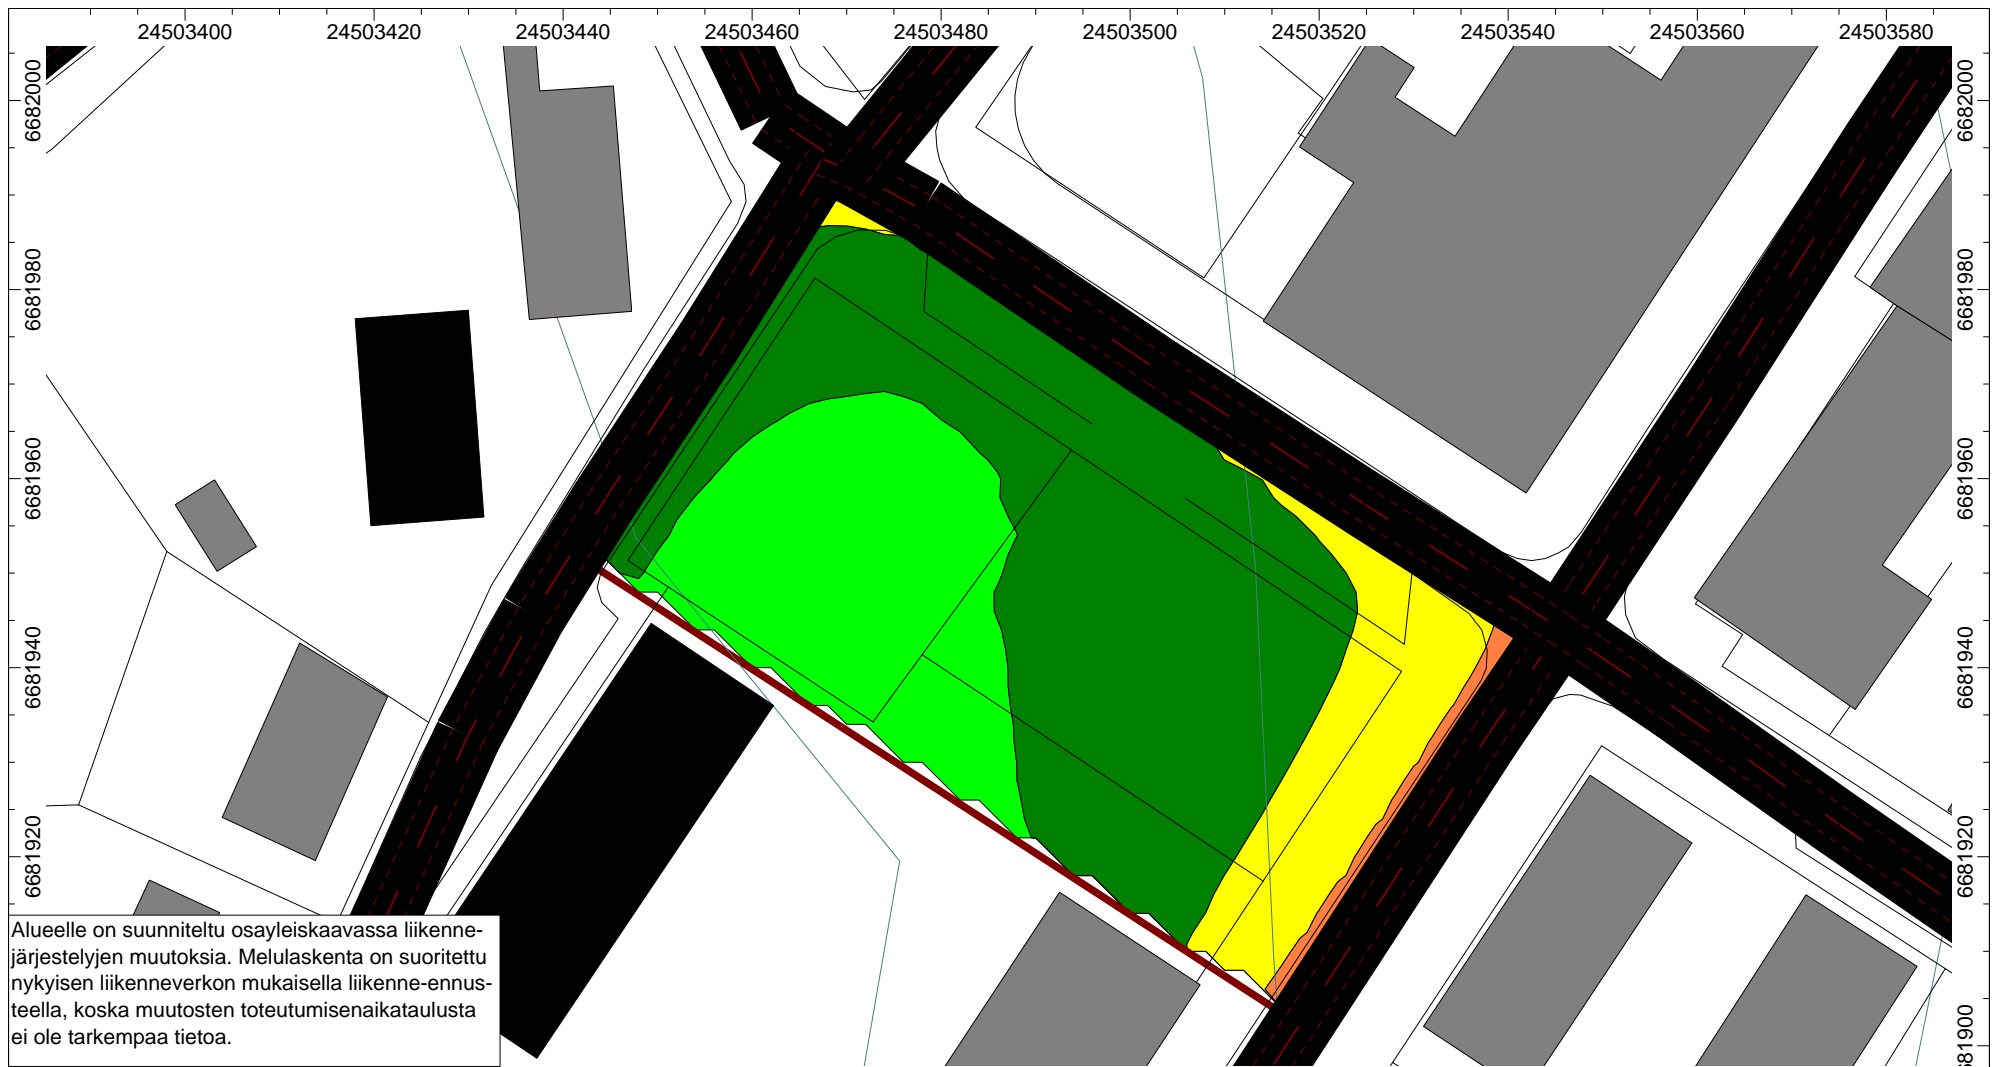 24503400 24503420 24503440 24503460 24503480 24503500 24503520 24503540 24503560 24503580
6682000
6681980
6681960
6681940
6681920
6682000
6681980
6681960
6681940
6681920
6681900
Alueelle on suunniteltu osayleiskaavassa liikenne-
järjestelyjen muutoksia. Melulaskenta on suoritettu
nykyisen liikenneverkon mukaisella liikenne-ennus-
teella, koska muutosten toteutumisenaikataulusta
ei ole tarkempaa tietoa.